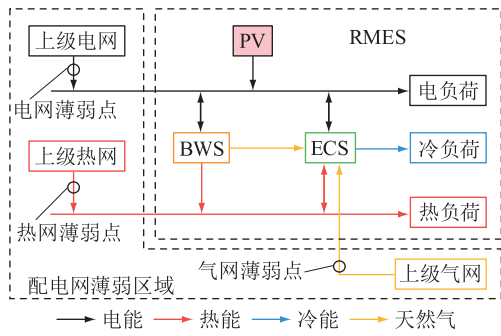 上级电网
PV
RMES
电网薄弱点
电负荷
上级热网
BWS
ECS
冷负荷
热网薄弱点
热负荷
气网薄弱点
上级气网
配电网薄弱区域
电能 热能 冷能 天然气